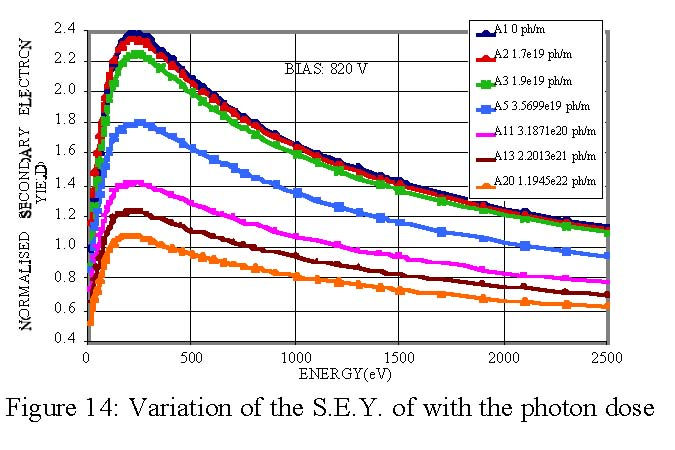 2.4
2.2
2.0
1.8
1.6
1.4
1.2
1.0
0.8
0.6
0.4
NORMALISED SECONDARY ELECTRON
YIELD
BIAS: 820 V
A1 0 ph/m
A2 1.7e19 ph/m
A3 1.9e19 ph/m
A5 3.5699e19 ph/m
A11 3.1871e20 ph/m
A13 2.2013e21 ph/m
A20 1.1945e22 ph/m
0 500 1000 1500 2000 2500
ENERGY(eV)
Figure 14: Variation of the S.E.Y. of with the photon dose